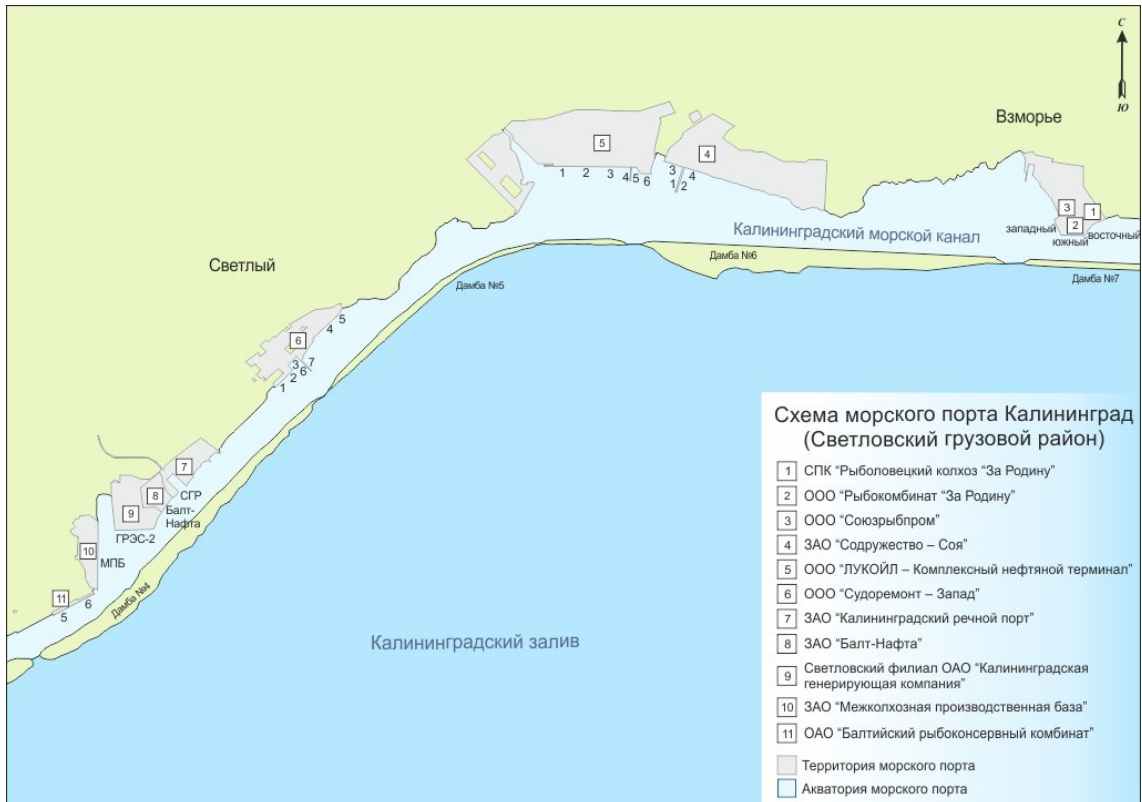 С
Ю
Взморье
5
4
1 2 3 4 5 6
3 4
1 2
3
1
2
западный
южный
восточный
Калининградский морской канал
Дамба №6
Дамба №7
Дамба №5
Светлый
6
4 5
3 7
1 2 6
7
8
9
СГР
Балт-
Нафта
ГРЭС-2
10
МПБ
11
5 6
Дамба №4
Калининградский залив
Схема морского порта Калининград
(Светловский грузовой район)
1 СПК “Рыболовецкий колхоз “За Родину”
2 ООО “Рыбокомбинат “За Родину”
3 ООО “Союзрыбпром”
4 ЗАО “Содружество – Соя”
5 ООО “ЛУКОЙЛ – Комплексный нефтяной терминал”
6 ООО “Судоремонт – Запад”
7 ЗАО “Калининградский речной порт”
8 ЗАО “Балт-Нафта”
9 Светловский филиал ОАО “Калининградская
генерирующая компания”
10 ЗАО “Межколхозная производственная база”
11 ОАО “Балтийский рыбоконсервный комбинат”
Территория морского порта
Акватория морского порта